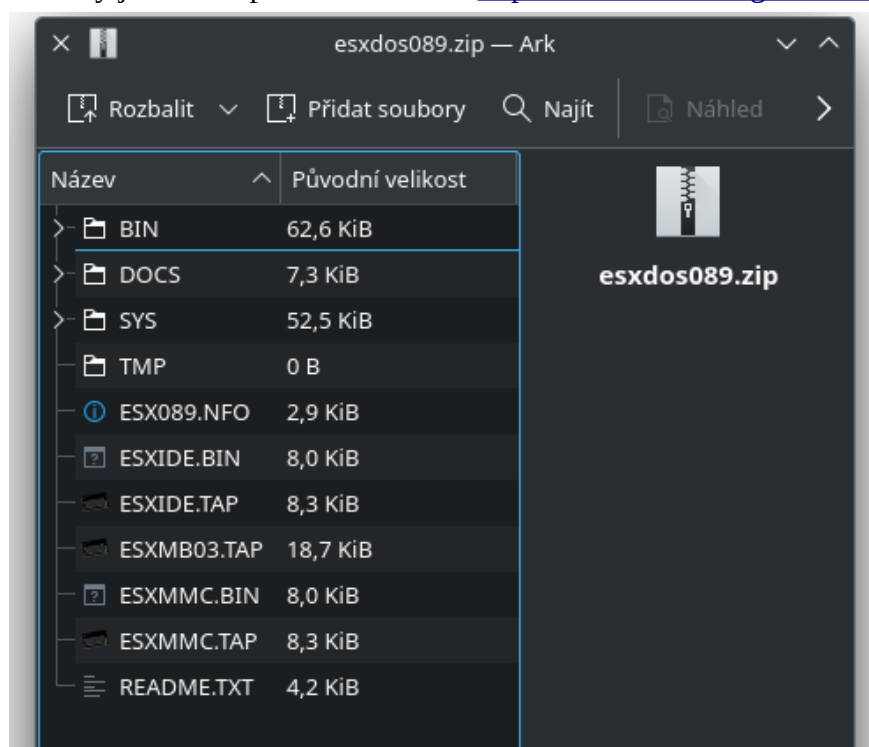 esxdos089.zip — Ark
Rozbalit Přidat soubory Najít Náhled
Název Původní velikost
BIN 62,6 KiB
DOCS 7,3 KiB
SYS 52,5 KiB
TMP 0 B
ESX089.NFO 2,9 KiB
ESXIDE.BIN 8,0 KiB
ESXIDE.TAP 8,3 KiB
ESXMB03.TAP 18,7 KiB
ESXMMC.BIN 8,0 KiB
ESXMMC.TAP 8,3 KiB
README.TXT 4,2 KiB
esxdos089.zip